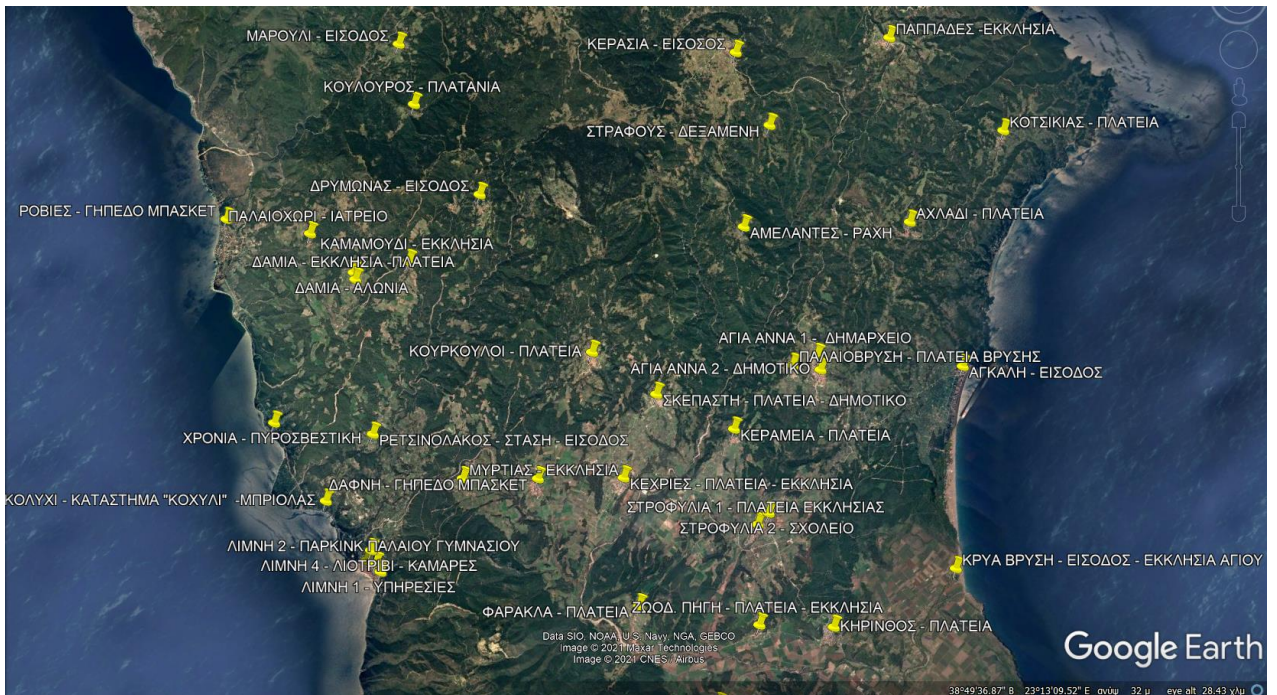 ΜΑΡΟΥΛΙ - ΕΙΣΟΔΟΣ
ΚΕΡΑΣΙΑ - ΕΙΣΟΣΟΣ
ΠΑΠΠΑΔΕΣ -ΕΚΚΛΗΣΙΑ
ΚΟΥΛΟΥΡΟΣ - ΠΛΑΤΑΝΙΑ
ΣΤΡΑΦΟΥΣ - ΔΕΞΑΜΕΝΗ
ΚΟΤΣΙΚΙΑΣ - ΠΛΑΤΕΙΑ
ΔΡΥΜΩΝΑΣ - ΕΙΣΟΔΟΣ
ΡΟΒΙΕΣ - ΓΗΠΕΔΟ ΜΠΑΣΚΕΤ
ΠΑΛΑΙΟΧΩΡΙ - ΙΑΤΡΕΙΟ
ΑΧΛΑΔΙ - ΠΛΑΤΕΙΑ
ΑΜΕΛΑΝΤΕΣ - ΡΑΧΗ
ΚΑΜΑΜΟΥΔΙ - ΕΚΚΛΗΣΙΑ
ΔΑΜΙΑ - ΕΚΚΛΗΣΙΑ -ΠΛΑΤΕΙΑ
ΔΑΜΙΑ - ΑΛΩΝΙΑ
ΑΓΙΑ ΑΝΝΑ 1 - ΔΗΜΑΡΧΕΙΟ
ΚΟΥΡΚΟΥΛΟΙ - ΠΛΑΤΕΙΑ
ΠΑΛΑΙΟΒΡΥΣΗ - ΠΛΑΤΕΙΑ ΒΡΥΣΗΣ
ΑΓΙΑ ΑΝΝΑ 2 - ΔΗΜΟΤΙΚΟ
ΑΓΚΑΛΗ - ΕΙΣΟΔΟΣ
ΣΚΕΠΑΣΤΗ - ΠΛΑΤΕΙΑ - ΔΗΜΟΤΙΚΟ
ΧΡΟΝΙΑ - ΠΥΡΟΣΒΕΣΤΙΚΗ
ΡΕΤΣΙΝΟΛΑΚΟΣ - ΣΤΑΣΗ - ΕΙΣΟΔΟΣ
ΚΕΡΑΜΕΙΑ - ΠΛΑΤΕΙΑ
ΜΥΡΤΙΑΣ - ΕΚΚΛΗΣΙΑ
ΔΑΦΝΗ - ΓΗΠΕΔΟ ΜΠΑΣΚΕΤ
ΚΕΧΡΙΕΣ - ΠΛΑΤΕΙΑ - ΕΚΚΛΗΣΙΑ
ΚΟΛΥΧΙ - ΚΑΤΑΣΤΗΜΑ "ΚΟΧΥΛΙ" -ΜΠΡΙΟΛΑΣ
ΣΤΡΟΦΥΛΙΑ 1 - ΠΛΑΤΕΙΑ ΕΚΚΛΗΣΙΑΣ
ΣΤΡΟΦΥΛΙΑ 2 - ΣΧΟΛΕΙΟ
ΛΙΜΝΗ 2 - ΠΑΡΚΙΝΚ ΠΑΛΑΙΟΥ ΓΥΜΝΑΣΙΟΥ
ΛΙΜΝΗ 4 - ΛΙΟΤΡΙΒΙ - ΚΑΜΑΡΕΣ
ΛΙΜΝΗ 1 - ΥΠΗΡΕΣΙΕΣ
ΚΡΥΑ ΒΡΥΣΗ - ΕΙΣΟΔΟΣ - ΕΚΚΛΗΣΙΑ ΑΓΙΟΥ
ΦΑΡΑΚΛΑ - ΠΛΑΤΕΙΑ
ΖΩΟΔ. ΠΗΓΗ - ΠΛΑΤΕΙΑ - ΕΚΚΛΗΣΙΑ
ΚΗΡΙΝΘΟΣ - ΠΛΑΤΕΙΑ
Data SIO, NOAA, U.S. Navy, NGA, GEBCO
Image © 2021 Maxar Technologies
Image © 2021 CNES / Airbus
Google Earth
38°49'36.87" Β 23°13'09.52" Ε ανύψ 32 μ eye alt 28.43 χλμ